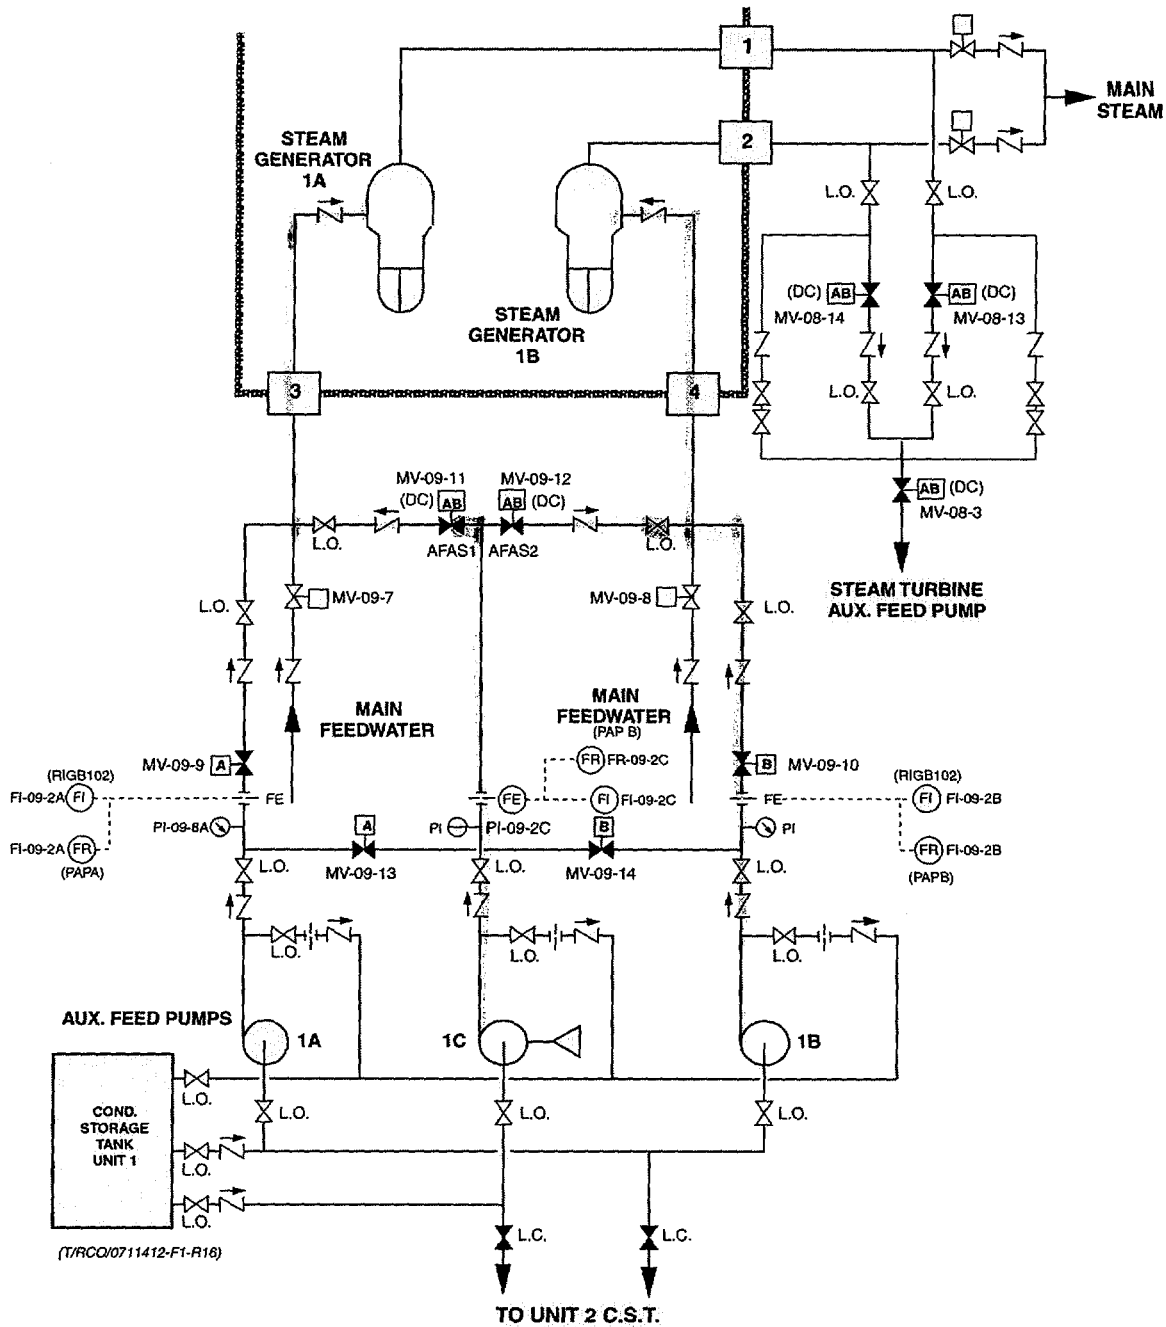 1
MAIN
STEAM
2
STEAM
GENERATOR
1A
L.O.
L.O.
(DC) AB
AB (DC)
MV-08-14
MV-08-13
STEAM
GENERATOR
1B
3
4
L.O.
L.O.
MV-09-11
(DC) AB
MV-09-12
AB (DC)
AB (DC)
MV-08-3
L.O.
AFAS1
AFAS2
L.O.
STEAM TURBINE
AUX. FEED PUMP
L.O.
MV-09-7
MV-09-8
L.O.
MAIN
FEEDWATER
MAIN
FEEDWATER
(PAP B)
MV-09-9 A
FR FR-09-2C
B MV-09-10
(RIGB102)
FI-09-2A FI
FE
FE
FI FI-09-2C
FE
(RIGB102)
FI FI-09-2B
PI-09-8A
A
PI
PI-09-2C
B
PI
FI-09-2A FR
(PAPA)
FR FI-09-2B
(PAPB)
L.O.
MV-09-13
L.O.
MV-09-14
L.O.
L.O.
L.O.
L.O.
AUX. FEED PUMPS
1A
1C
1B
L.O.
COND.
STORAGE
TANK
UNIT 1
L.O.
L.O.
L.O.
L.O.
L.O.
(T/RCO/0711412-F1-R16)
L.C.
L.C.
TO UNIT 2 C.S.T.